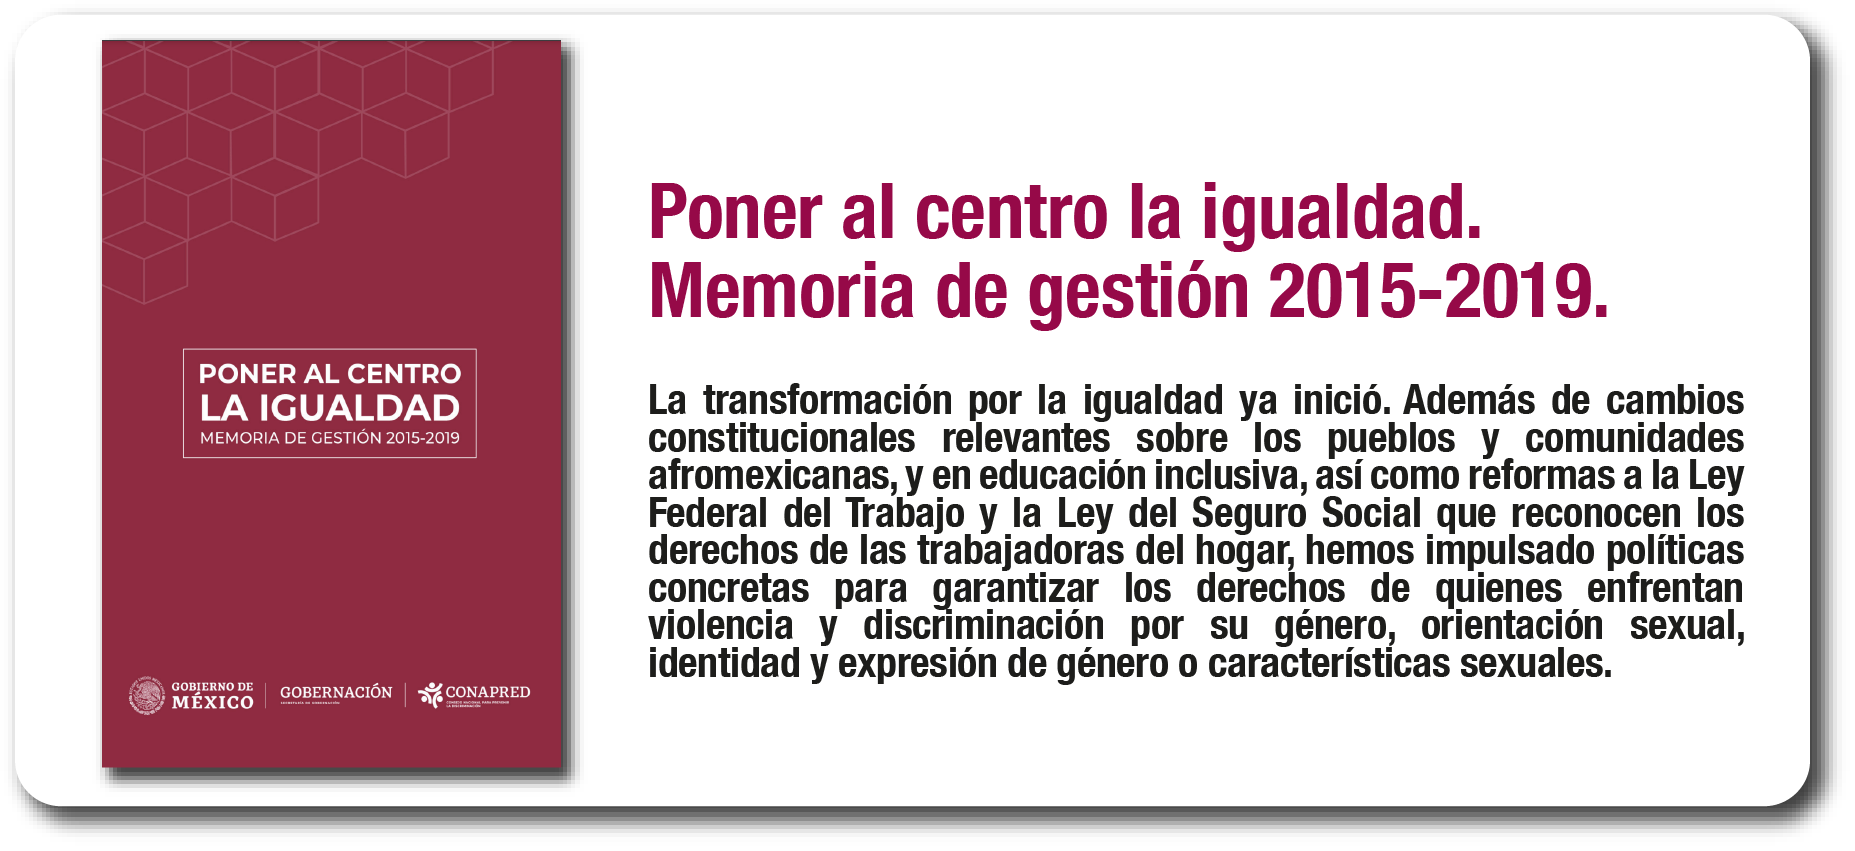 PONER AL CENTRO
LA IGUALDAD
MEMORIA DE GESTIÓN 2015-2019
GOBIERNO DE
MÉXICO
GOBERNACIÓN
SECRETARÍA DE GOBERNACIÓN
CONAPRED
CONSEJO NACIONAL PARA PREVENIR
LA DISCRIMINACIÓN
Poner al centro la igualdad.
Memoria de gestión 2015-2019.
La transformación por la igualdad ya inició. Además de cambios
constitucionales relevantes sobre los pueblos y comunidades
afromexicanas, y en educación inclusiva, así como reformas a la Ley
Federal del Trabajo y la Ley del Seguro Social que reconocen los
derechos de las trabajadoras del hogar, hemos impulsado políticas
concretas para garantizar los derechos de quienes enfrentan
violencia y discriminación por su género, orientación sexual,
identidad y expresión de género o características sexuales.